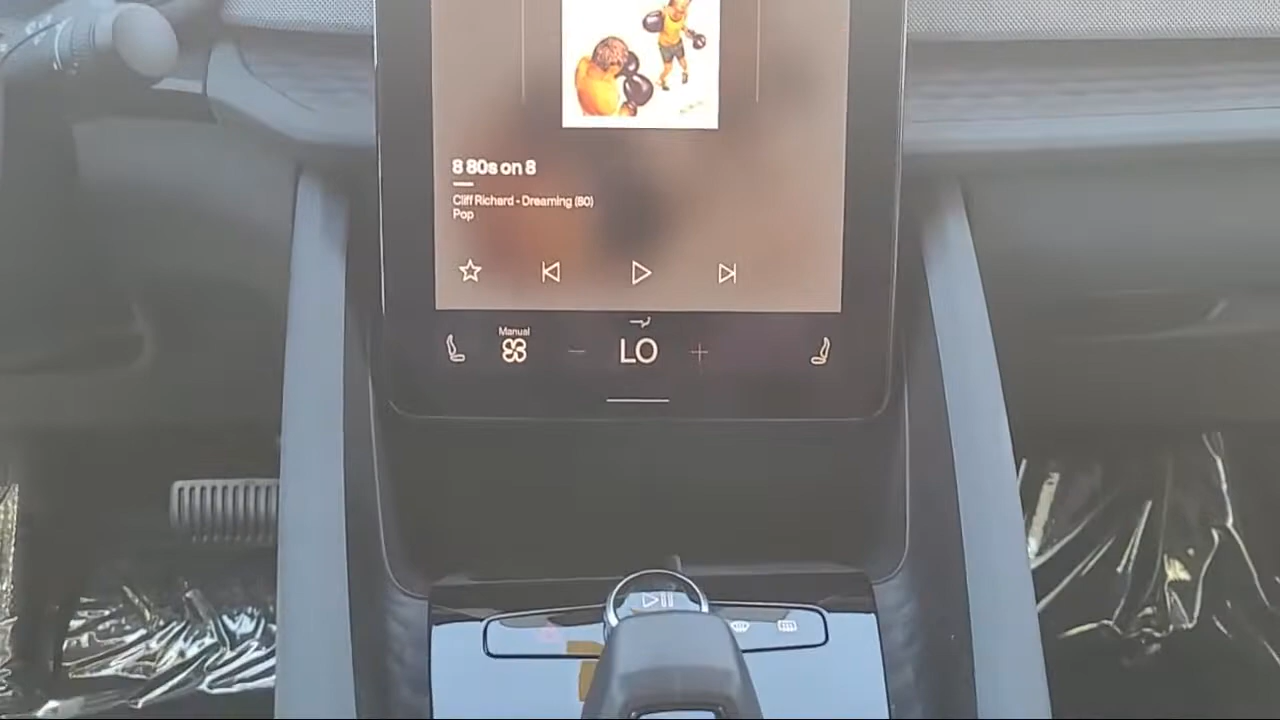 8 80s on 8
Cliff Richard - Dreaming (80)
Pop
Manual
LO